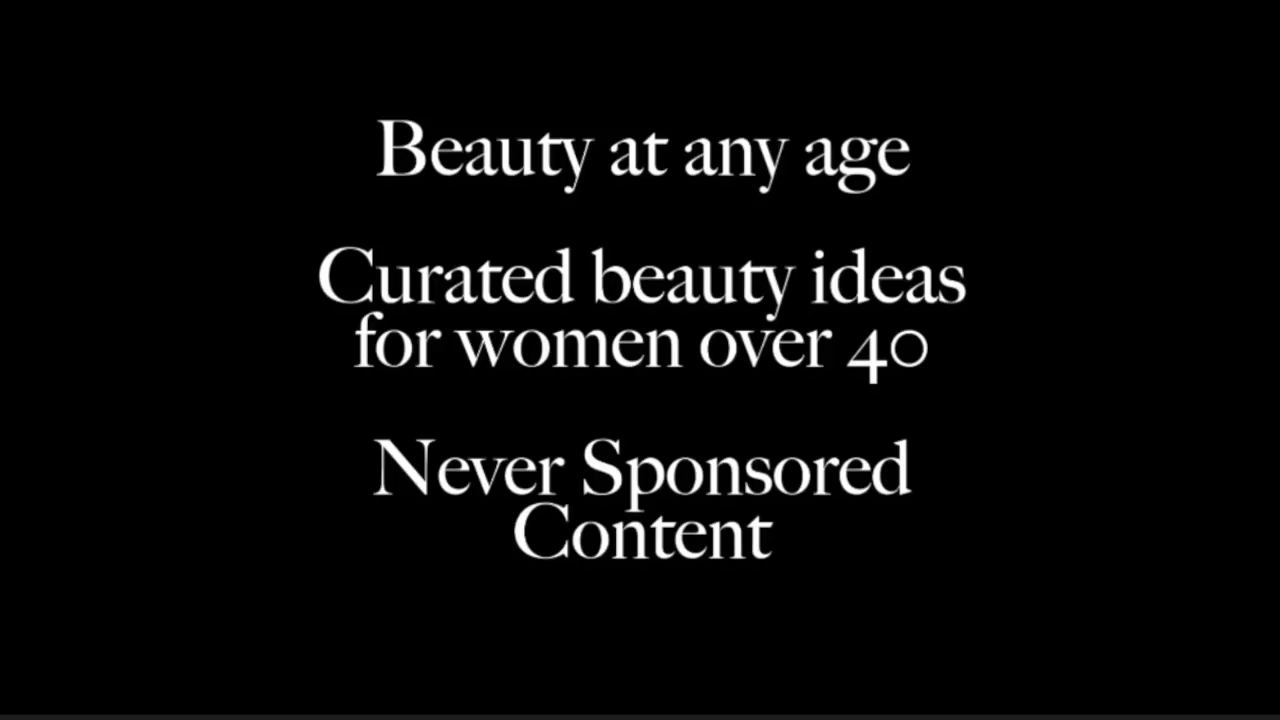 Beauty at any age
Curated beauty ideas
for women over 40
Never Sponsored
Content